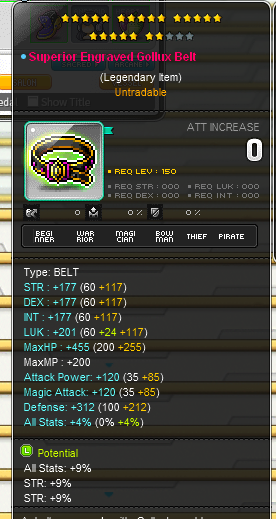 Superior Engraved Gollux Belt
(Legendary Item)
Untradable
Show Title
ATT INCREASE
0
REQ LEV : 150
REQ STR : 000
REQ LUK : 000
REQ DEX : 000
REQ INT : 000
0 0 % 0 %
BEGINNER WARRIOR MAGICIAN BOWMAN THIEF PIRATE
Type: BELT
STR : +177 (60 +117)
DEX : +177 (60 +117)
INT : +177 (60 +117)
LUK : +201 (60 +24 +117)
MaxHP : +455 (200 +255)
MaxMP : +200
Attack Power: +120 (35 +85)
Magic Attack: +120 (35 +85)
Defense: +312 (100 +212)
All Stats: +4% (0% +4%)
L Potential
All Stats: +9%
STR: +9%
STR: +9%